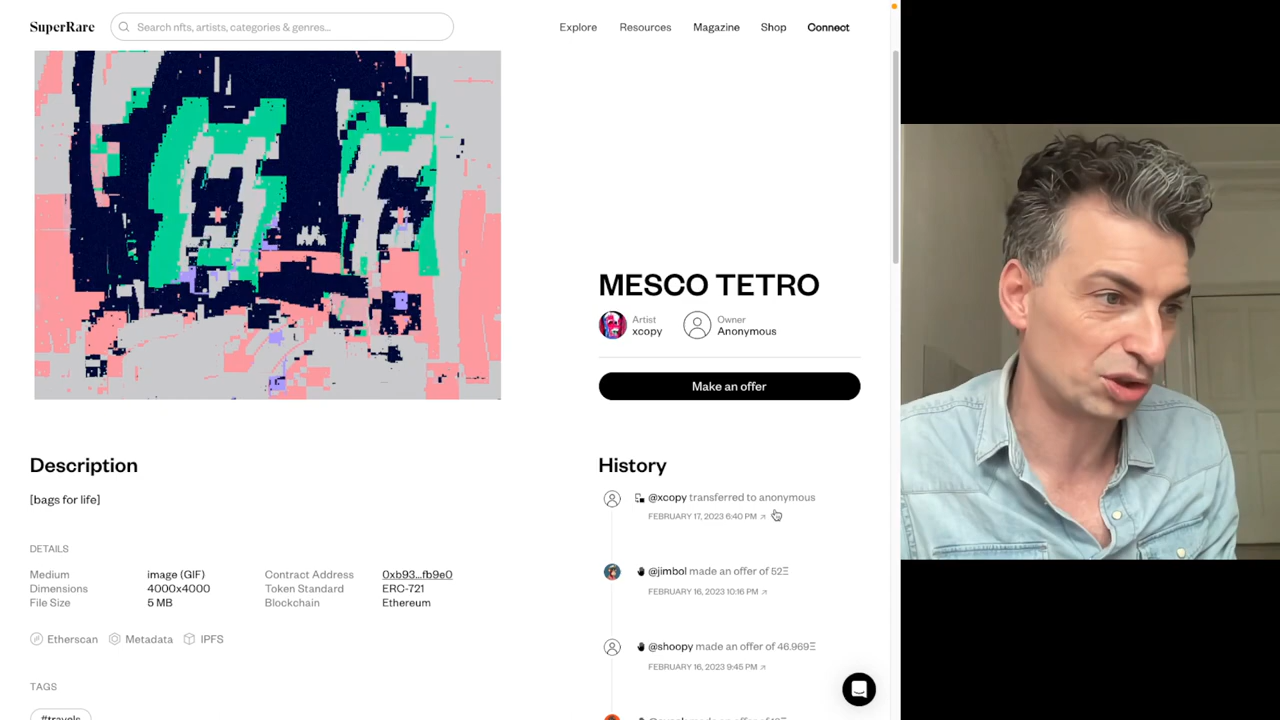 SuperRare
Search nfts, artists, categories & genres...
Explore
Resources
Magazine
Shop
Connect
MESCO TETRO
Artist
xcopy
Owner
Anonymous
Make an offer
Description
[bags for life]
DETAILS
Medium image (GIF)
Dimensions 4000x4000
File Size 5 MB
Contract Address 0xb93...fb9e0
Token Standard ERC-721
Blockchain Ethereum
Etherscan
Metadata
IPFS
TAGS
#travels
History
@xcopy transferred to anonymous
FEBRUARY 17, 2023 6:40 PM
@jimbol made an offer of 52Ξ
FEBRUARY 16, 2023 10:16 PM
@shoopy made an offer of 46.969Ξ
FEBRUARY 16, 2023 9:45 PM